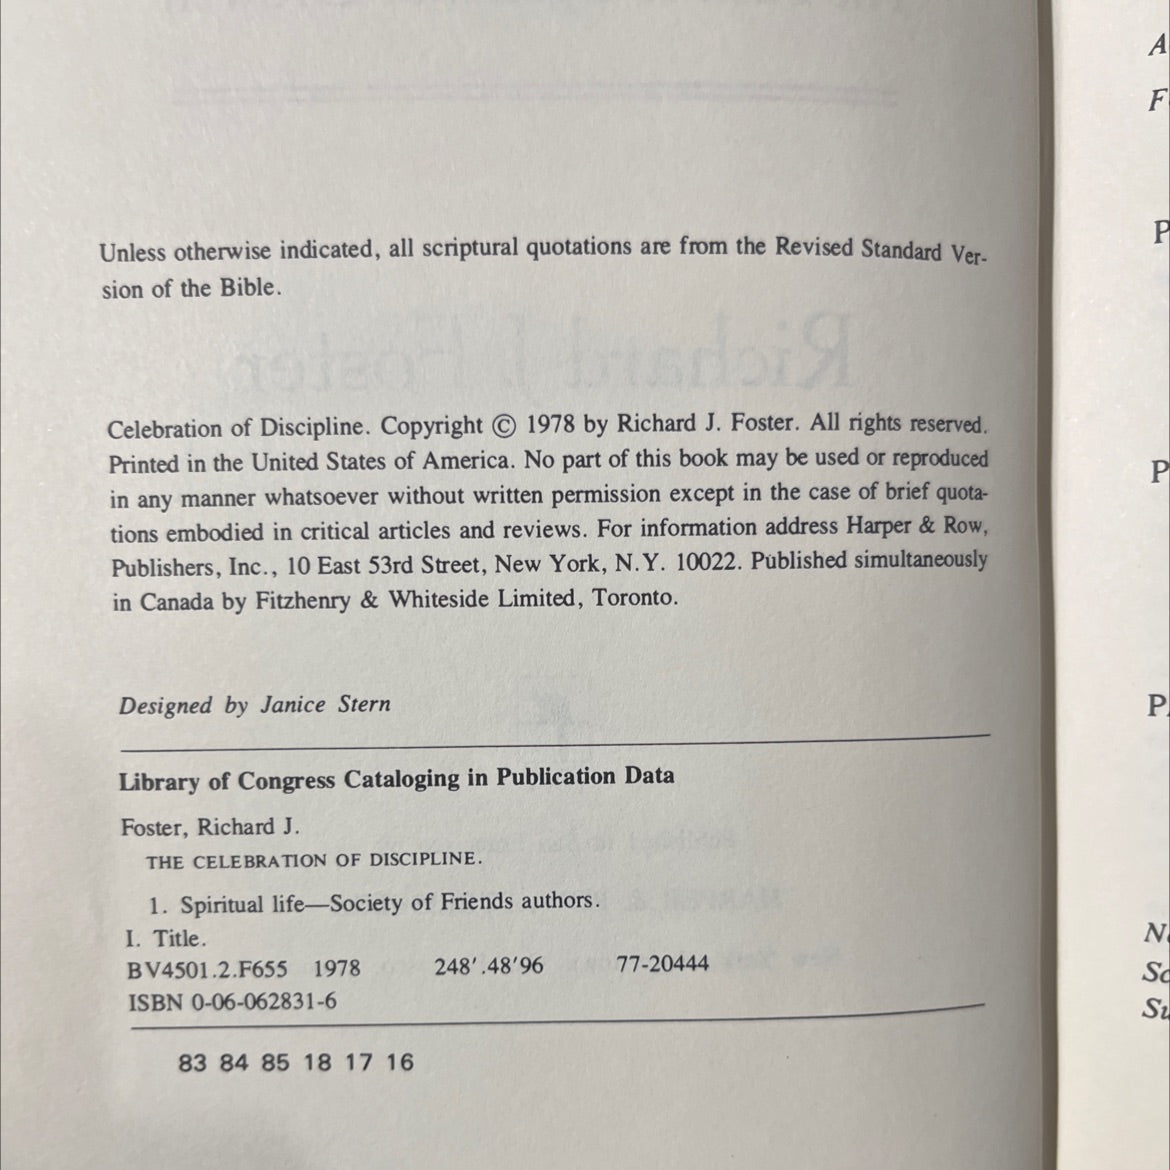 Unless otherwise indicated, all scriptural quotations are from the Revised Standard Ver-
sion of the Bible.
Celebration of Discipline. Copyright © 1978 by Richard J. Foster. All rights reserved.
Printed in the United States of America. No part of this book may be used or reproduced
in any manner whatsoever without written permission except in the case of brief quota-
tions embodied in critical articles and reviews. For information address Harper & Row,
Publishers, Inc., 10 East 53rd Street, New York, N.Y. 10022. Published simultaneously
in Canada by Fitzhenry & Whiteside Limited, Toronto.
Designed by Janice Stern
Library of Congress Cataloging in Publication Data
Foster, Richard J.
THE CELEBRATION OF DISCIPLINE.
1. Spiritual life—Society of Friends authors.
I. Title.
BV4501.2.F655 1978 248′.48′96 77-20444
ISBN 0-06-062831-6
83 84 85 18 17 16